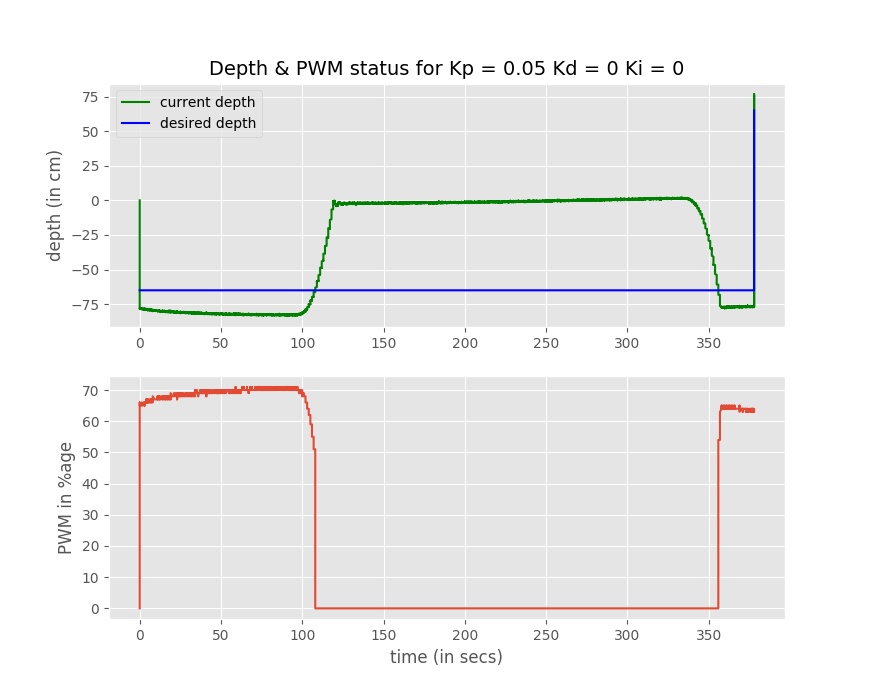 Depth & PWM status for Kp = 0.05 Kd = 0 Ki = 0
current depth
desired depth
depth (in cm)
75
50
25
0
−25
−50
−75
0 50 100 150 200 250 300 350
PWM in %age
70
60
50
40
30
20
10
0
0 50 100 150 200 250 300 350
time (in secs)